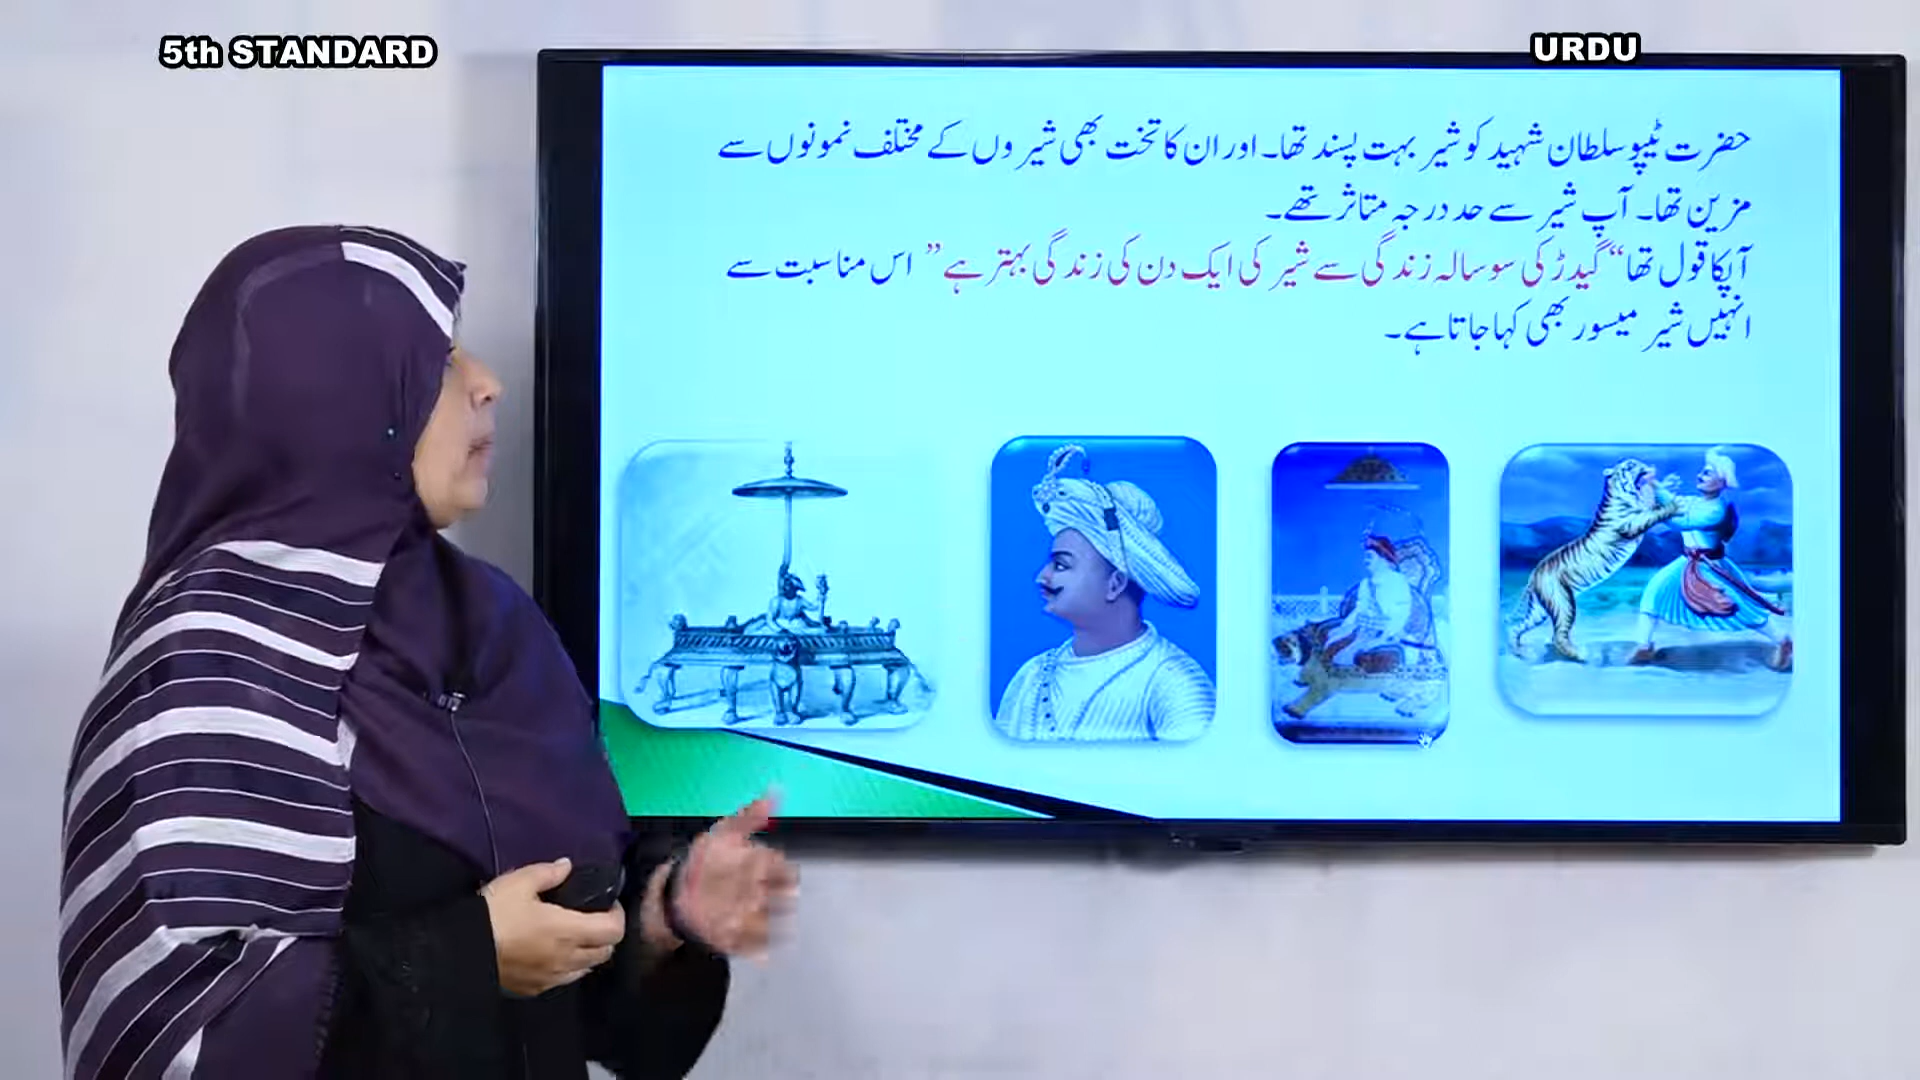 5th STANDARD
URDU
حضرت ٹیپو سلطان شہید کو شیر بہت پسند تھا۔ اور ان کا تخت بھی شیروں کے مختلف نمونوں سے
مزین تھا۔ آپ شیر سے حد درجہ متاثر تھے۔
آپکا قول تھا “گیدڑ کی سو سالہ زندگی سے شیر کی ایک دن کی زندگی بہتر ہے” اس مناسبت سے
انہیں شیر میسور بھی کہا جاتا ہے۔